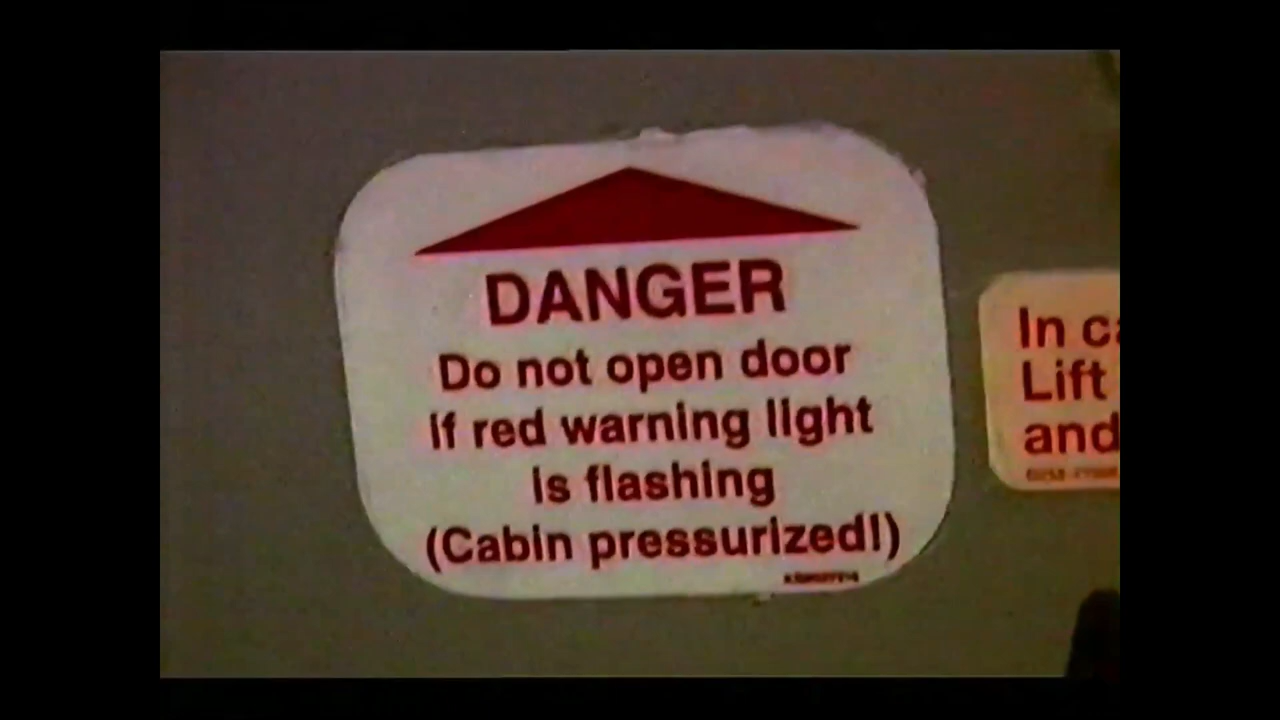 DANGER
Do not open door
if red warning light
is flashing
(Cabin pressurized!)
In
Lift
and